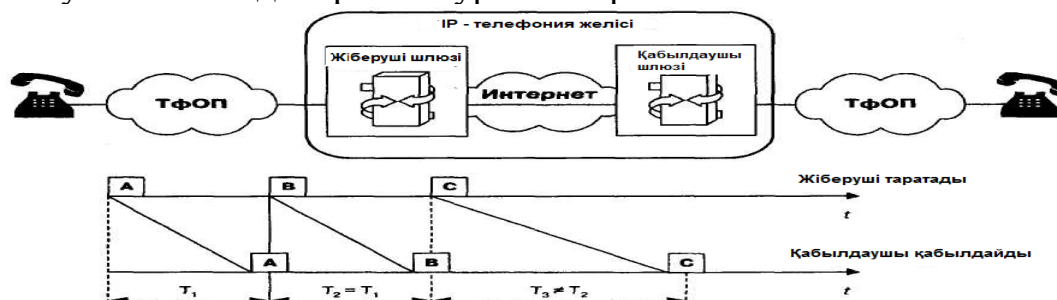 IP - телефония желісі
Жіберуші шлюзі
Қабылдаушы
шлюзі
ТфОП
Интернет
ТфОП
A
B
C
Жіберуші таратады
t
A
B
C
Қабылдаушы қабылдайды
t
T₁
T₂ = T₁
T₃ ≠ T₂